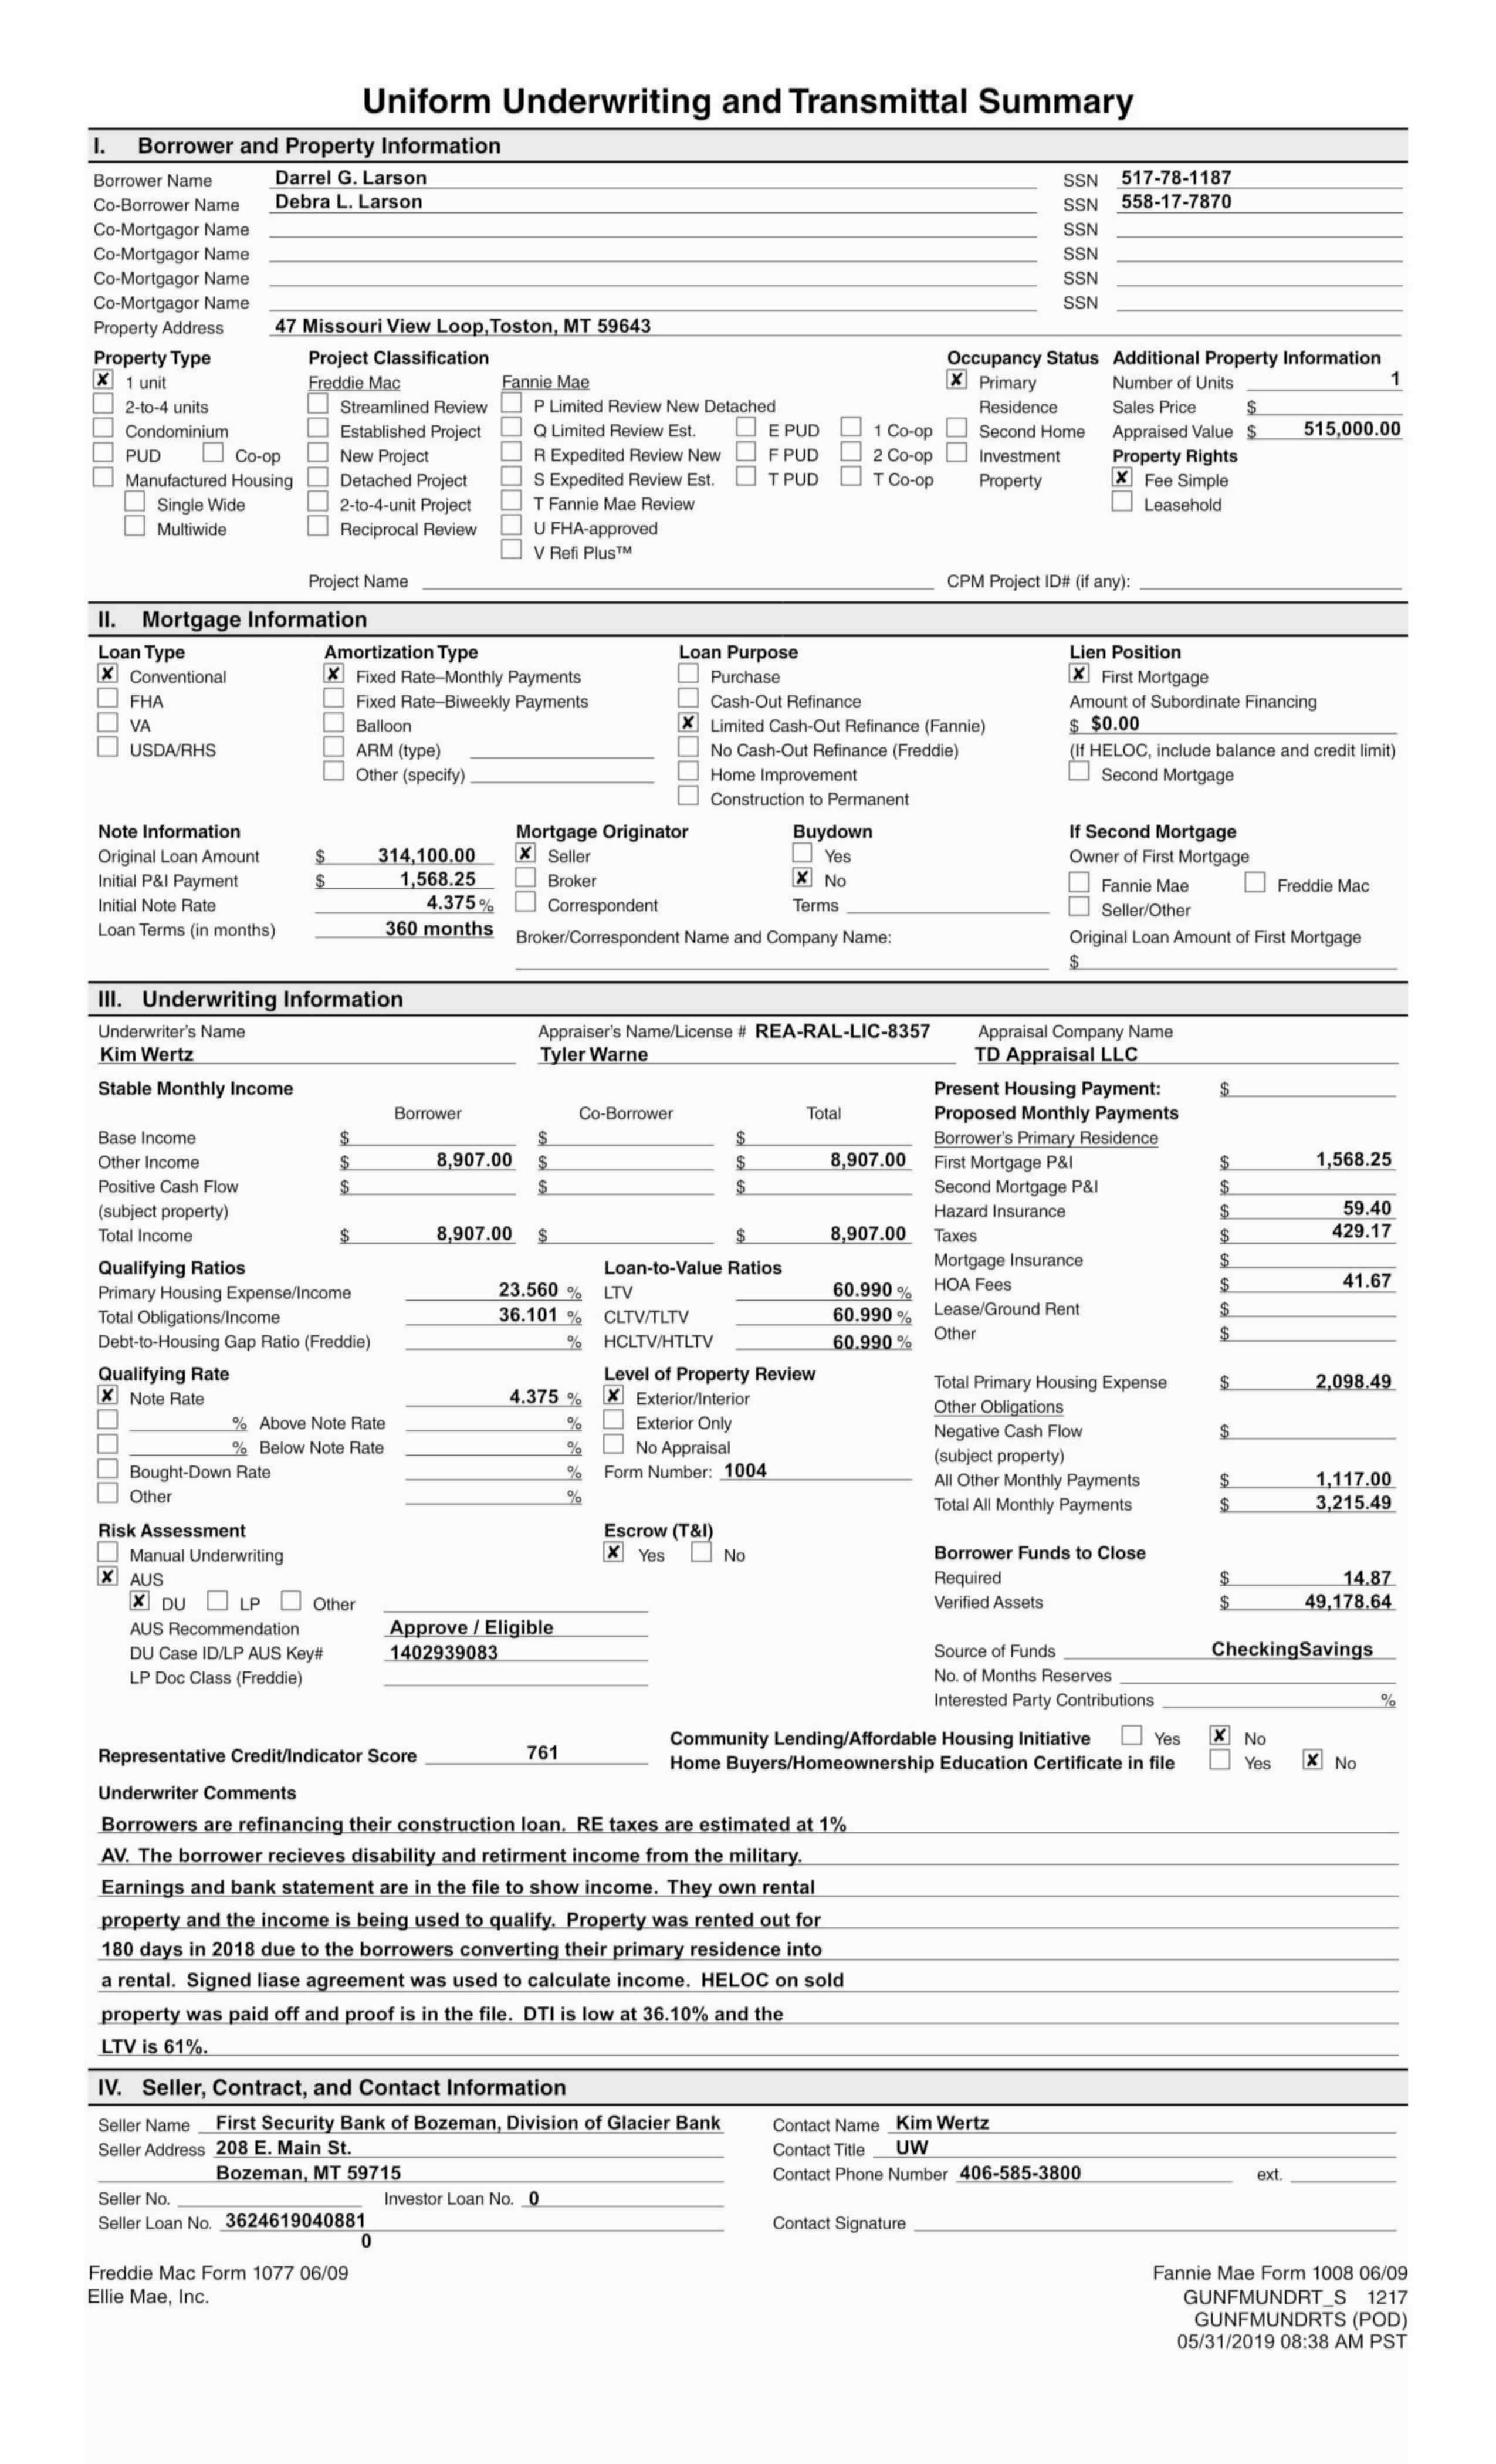 Uniform Underwriting and Transmittal Summary
I. Borrower and Property Information
Borrower Name Darrel G. Larson SSN 517-78-1187
Co-Borrower Name Debra L. Larson SSN 558-17-7870
Co-Mortgagor Name SSN
Co-Mortgagor Name SSN
Co-Mortgagor Name SSN
Co-Mortgagor Name SSN
Property Address 47 Missouri View Loop,Toston, MT 59643
Property Type Project Classification Occupancy Status Additional Property Information
✘ 1 unit Freddie Mac Fannie Mae ✘ Primary Number of Units 1
2-to-4 units Streamlined Review P Limited Review New Detached Residence Sales Price $
Condominium Established Project Q Limited Review Est. E PUD 1 Co-op Second Home Appraised Value $ 515,000.00
PUD Co-op New Project R Expedited Review New F PUD 2 Co-op Investment Property Rights
Manufactured Housing Detached Project S Expedited Review Est. T PUD T Co-op Property ✘ Fee Simple
Single Wide 2-to-4-unit Project T Fannie Mae Review Leasehold
Multiwide Reciprocal Review U FHA-approved
V Refi Plus™
Project Name CPM Project ID# (if any):
II. Mortgage Information
Loan Type Amortization Type Loan Purpose Lien Position
✘ Conventional ✘ Fixed Rate–Monthly Payments Purchase ✘ First Mortgage
FHA Fixed Rate–Biweekly Payments Cash-Out Refinance Amount of Subordinate Financing
VA Balloon ✘ Limited Cash-Out Refinance (Fannie) $ $0.00
USDA/RHS ARM (type) No Cash-Out Refinance (Freddie) (If HELOC, include balance and credit limit)
Other (specify) Home Improvement Second Mortgage
Construction to Permanent
Note Information Mortgage Originator Buydown If Second Mortgage
Original Loan Amount $ 314,100.00 ✘ Seller Yes Owner of First Mortgage
Initial P&I Payment $ 1,568.25 Broker ✘ No Fannie Mae Freddie Mac
Initial Note Rate 4.375 % Correspondent Terms Seller/Other
Loan Terms (in months) 360 months Broker/Correspondent Name and Company Name: Original Loan Amount of First Mortgage
$
III. Underwriting Information
Underwriter's Name Appraiser's Name/License # REA-RAL-LIC-8357 Appraisal Company Name
Kim Wertz Tyler Warne TD Appraisal LLC
Stable Monthly Income Present Housing Payment: $
Borrower Co-Borrower Total Proposed Monthly Payments
Base Income $ $ $ Borrower's Primary Residence
Other Income $ 8,907.00 $ $ 8,907.00 First Mortgage P&I $ 1,568.25
Positive Cash Flow $ $ $ Second Mortgage P&I $
(subject property) Hazard Insurance $ 59.40
Total Income $ 8,907.00 $ $ 8,907.00 Taxes $ 429.17
Qualifying Ratios Loan-to-Value Ratios Mortgage Insurance $
Primary Housing Expense/Income 23.560 % LTV 60.990 % HOA Fees $ 41.67
Total Obligations/Income 36.101 % CLTV/TLTV 60.990 % Lease/Ground Rent $
Debt-to-Housing Gap Ratio (Freddie) % HCLTV/HTLTV 60.990 % Other $
Qualifying Rate Level of Property Review Total Primary Housing Expense $ 2,098.49
✘ Note Rate 4.375 % ✘ Exterior/Interior Other Obligations
% Above Note Rate % Exterior Only Negative Cash Flow $
% Below Note Rate % No Appraisal (subject property)
Bought-Down Rate % Form Number: 1004 All Other Monthly Payments $ 1,117.00
Other % Total All Monthly Payments $ 3,215.49
Risk Assessment Escrow (T&I)
Manual Underwriting ✘ Yes No Borrower Funds to Close
✘ AUS Required $ 14.87
✘ DU LP Other Verified Assets $ 49,178.64
AUS Recommendation Approve / Eligible
DU Case ID/LP AUS Key# 1402939083 Source of Funds CheckingSavings
LP Doc Class (Freddie) No. of Months Reserves
Interested Party Contributions %
Community Lending/Affordable Housing Initiative Yes ✘ No
Representative Credit/Indicator Score 761 Home Buyers/Homeownership Education Certificate in file Yes ✘ No
Underwriter Comments
Borrowers are refinancing their construction loan. RE taxes are estimated at 1%
AV. The borrower recieves disability and retirment income from the military.
Earnings and bank statement are in the file to show income. They own rental
property and the income is being used to qualify. Property was rented out for
180 days in 2018 due to the borrowers converting their primary residence into
a rental. Signed liase agreement was used to calculate income. HELOC on sold
property was paid off and proof is in the file. DTI is low at 36.10% and the
LTV is 61%.
IV. Seller, Contract, and Contact Information
Seller Name First Security Bank of Bozeman, Division of Glacier Bank Contact Name Kim Wertz
Seller Address 208 E. Main St. Contact Title UW
Bozeman, MT 59715 Contact Phone Number 406-585-3800 ext.
Seller No. Investor Loan No. 0
Seller Loan No. 3624619040881 Contact Signature
0
Freddie Mac Form 1077 06/09 Fannie Mae Form 1008 06/09
Ellie Mae, Inc. GUNFMUNDRT_S 1217
GUNFMUNDRTS (POD)
05/31/2019 08:38 AM PST